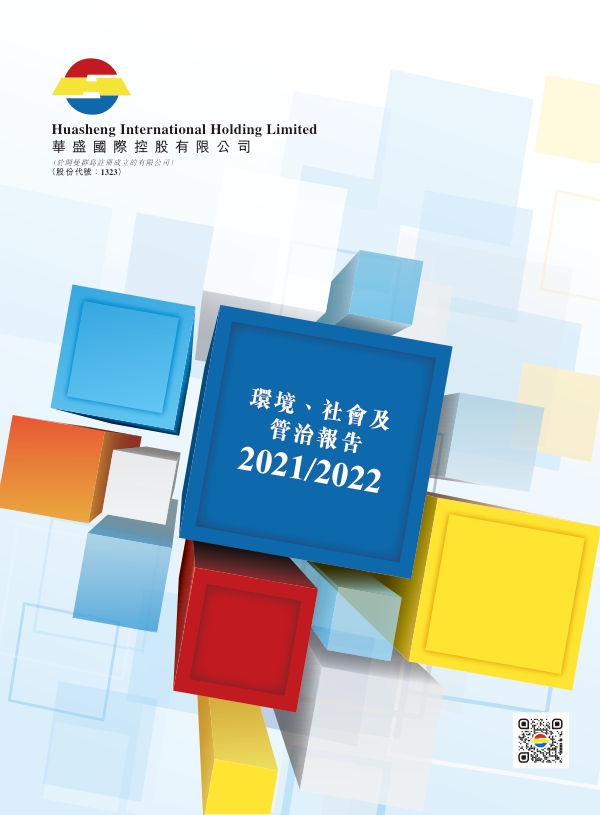 Huasheng International Holding Limited
華盛國際控股有限公司
(於開曼群島註冊成立的有限公司)
(股份代號：1323)
環境、社會及
管治報告
2021/2022